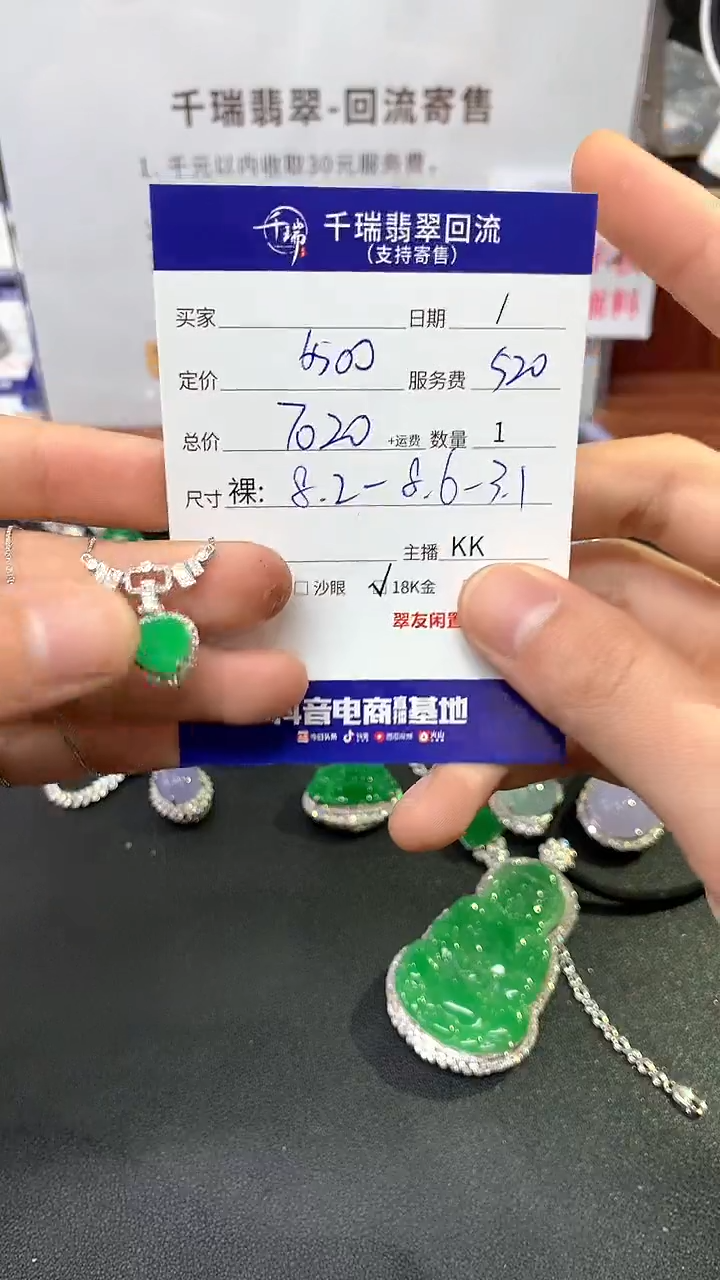 千瑞翡翠-回流寄售
1. 千元以内收取30元服务费。
千瑞 千瑞翡翠回流
(支持寄售)
买家 日期 /
定价 6500 服务费 520
总价 7020 +运费 数量 1
尺寸 裸: 8.2-8.6-3.1
主播 KK
沙眼 18K金
翠友闲置
音电商 基地